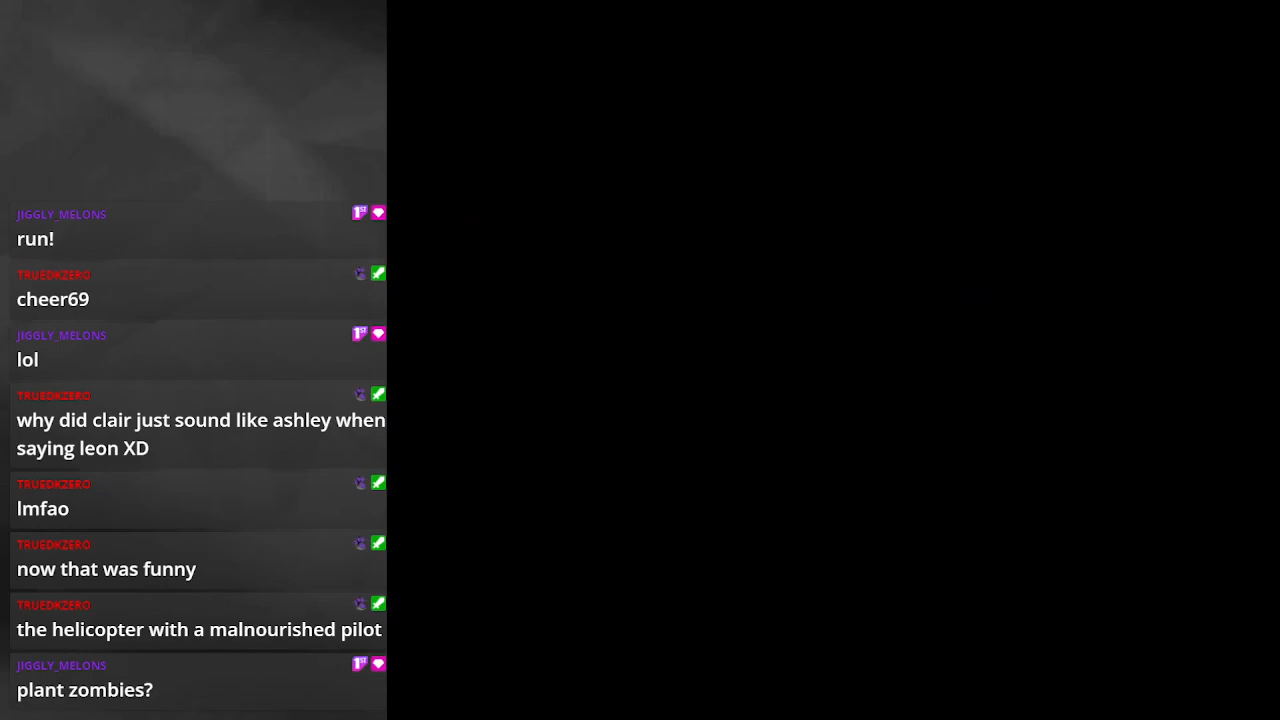 JIGGLY_MELONS
run!
TRUEDKZERO
cheer69
JIGGLY_MELONS
lol
TRUEDKZERO
why did clair just sound like ashley when
saying leon XD
TRUEDKZERO
lmfao
TRUEDKZERO
now that was funny
TRUEDKZERO
the helicopter with a malnourished pilot
JIGGLY_MELONS
plant zombies?